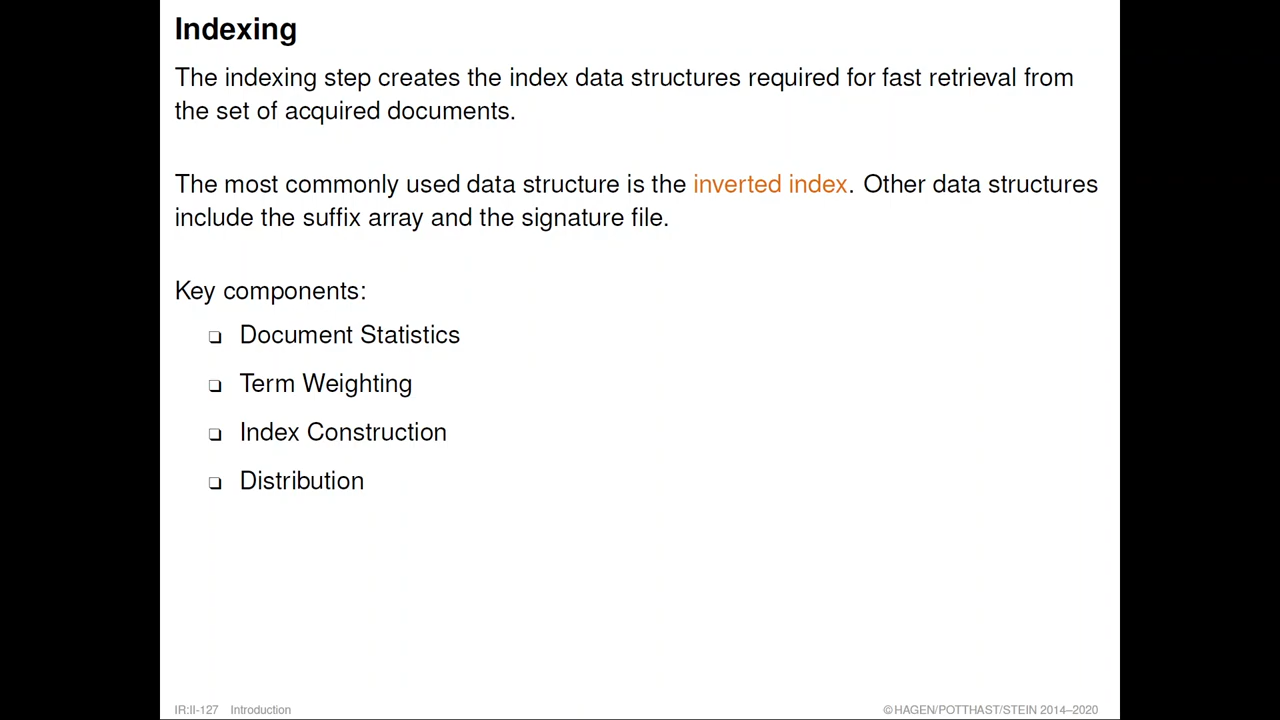 Indexing
The indexing step creates the index data structures required for fast retrieval from
the set of acquired documents.
The most commonly used data structure is the inverted index. Other data structures
include the suffix array and the signature file.
Key components:
❑ Document Statistics
❑ Term Weighting
❑ Index Construction
❑ Distribution
IR:II-127 Introduction
©HAGEN/POTTHAST/STEIN 2014–2020